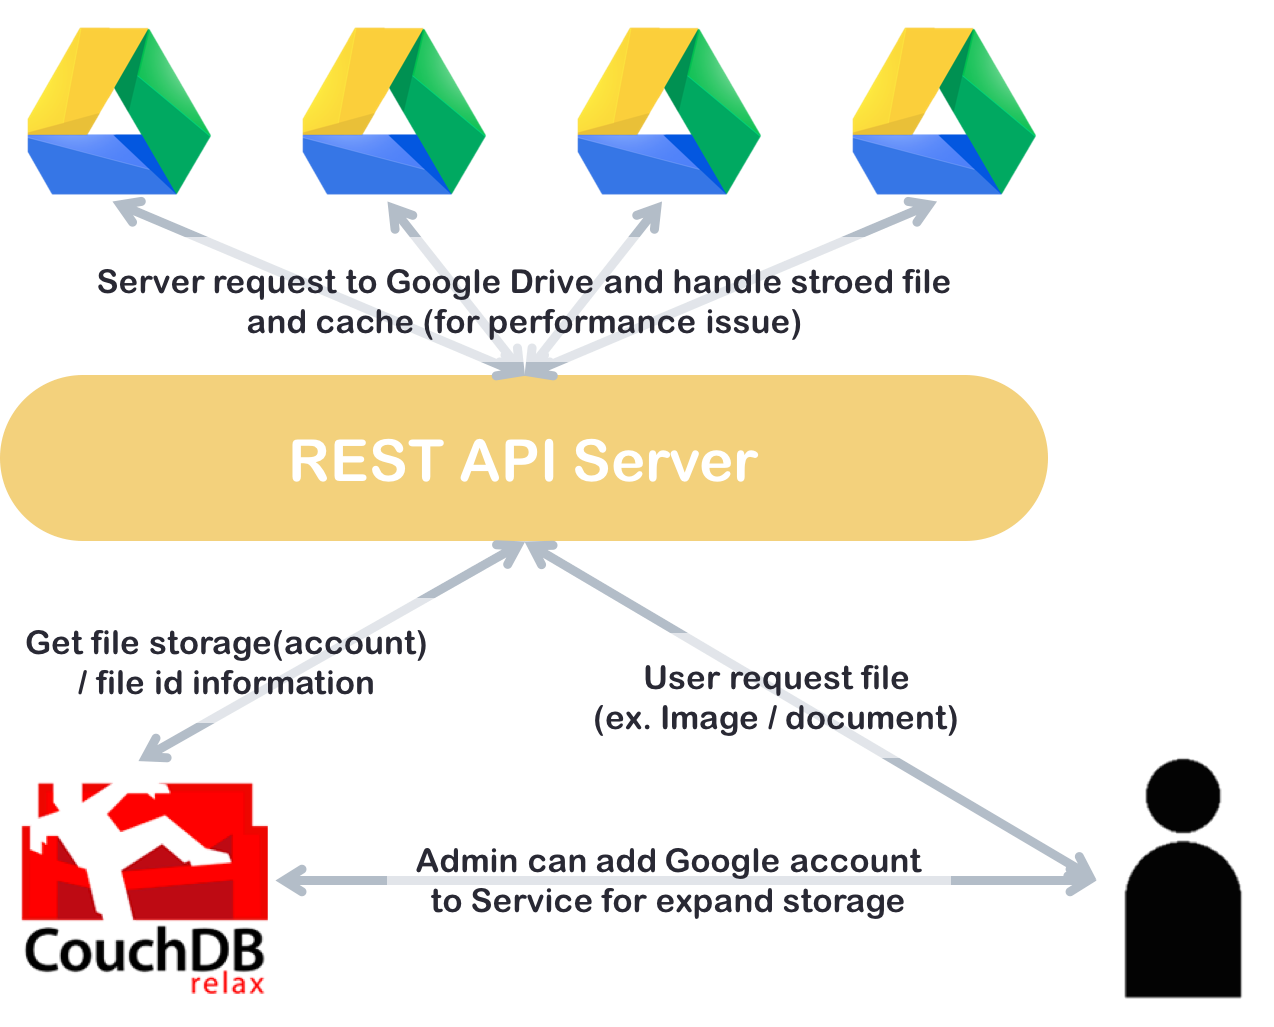 Server request to Google Drive and handle stroed file
and cache (for performance issue)
REST API Server
Get file storage(account)
/ file id information
User request file
(ex. Image / document)
Admin can add Google account
to Service for expand storage
CouchDB
relax